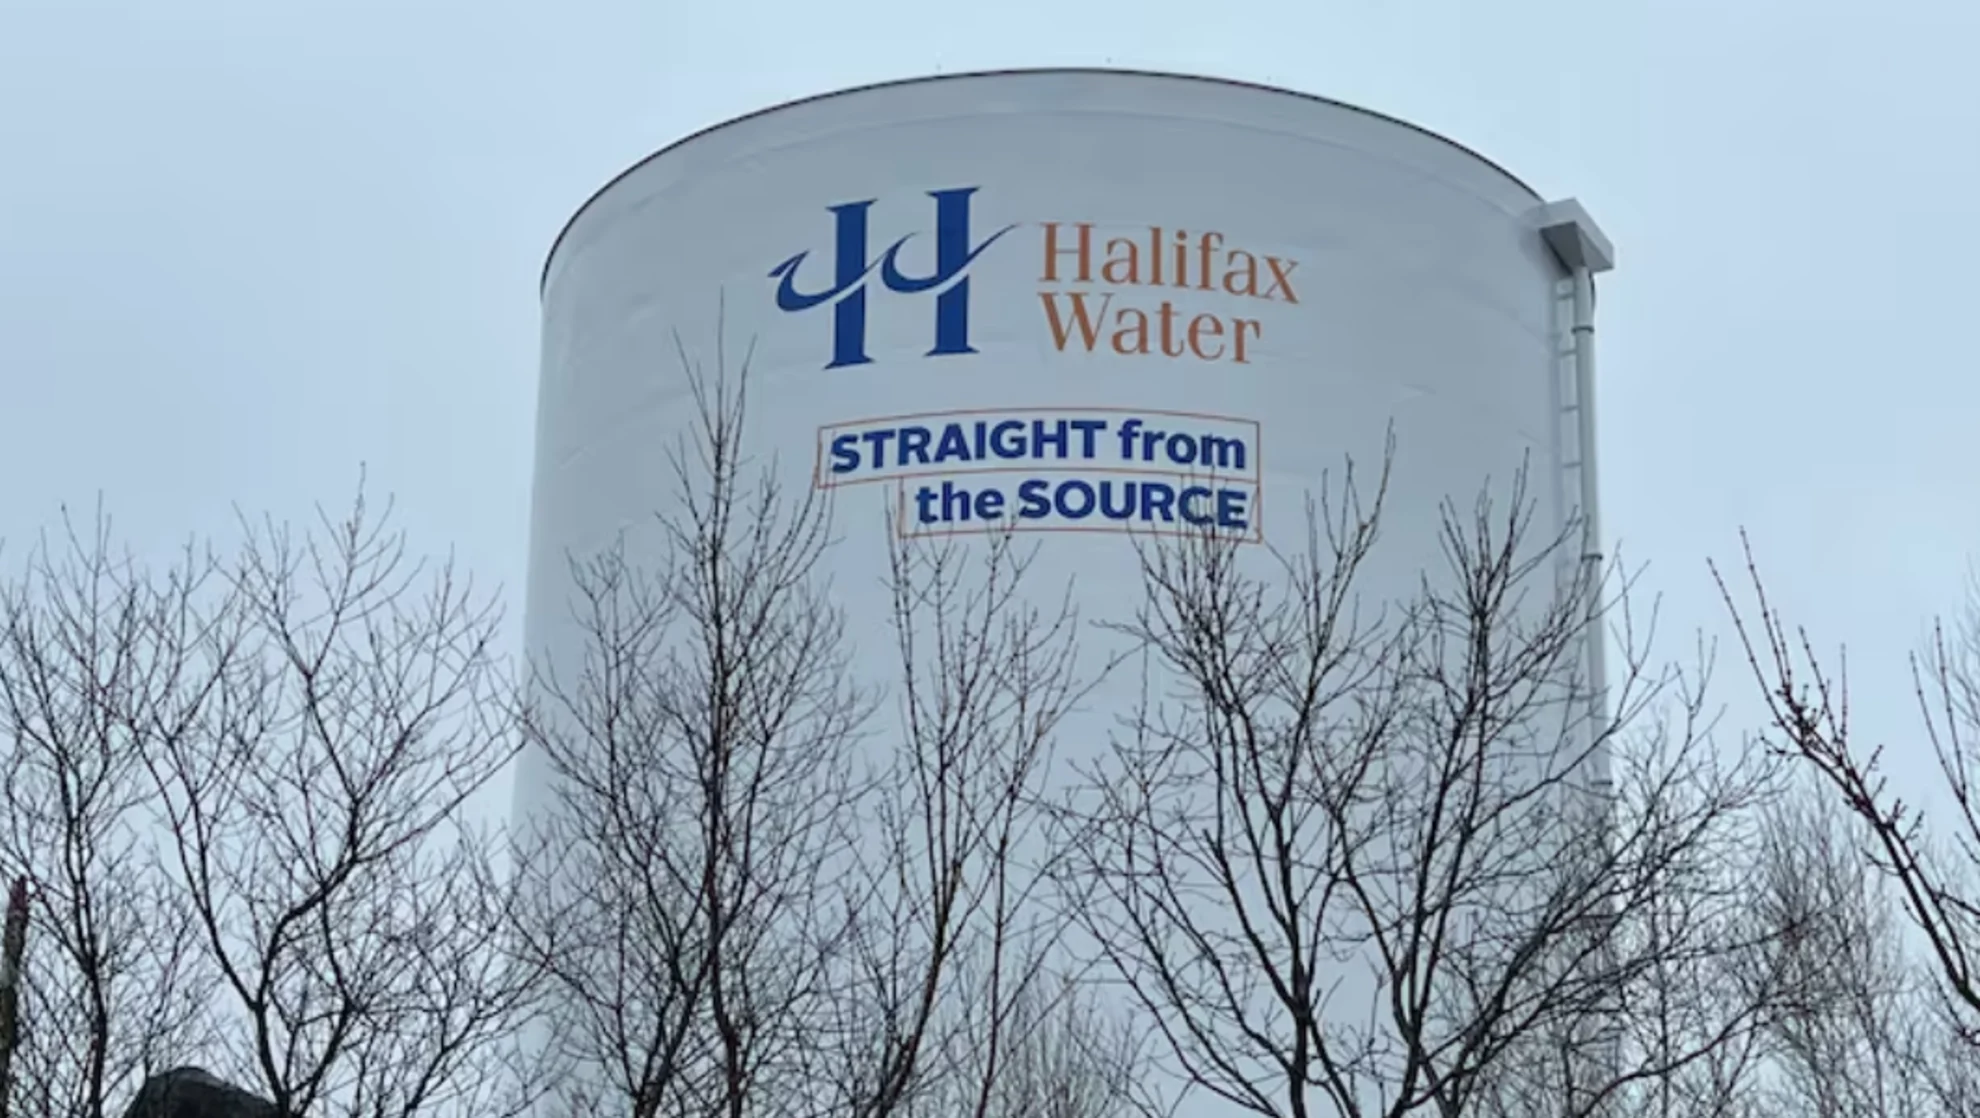 H
Halifax
Water
STRAIGHT from
the SOURCE